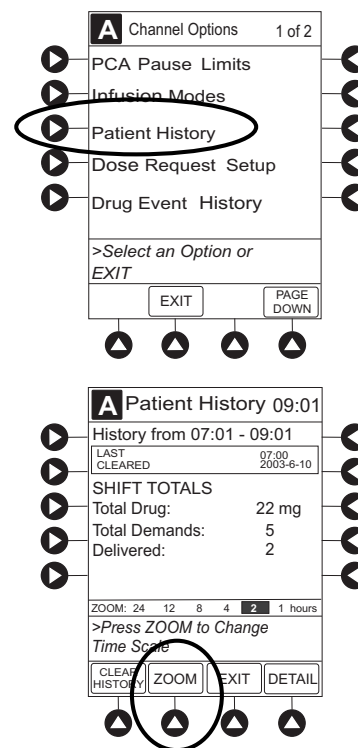 A Channel Options 1 of 2
PCA Pause Limits
Infusion Modes
Patient History
Dose Request Setup
Drug Event History
>Select an Option or
EXIT
EXIT PAGE
DOWN
A Patient History 09:01
History from 07:01 - 09:01
LAST 07:00
CLEARED 2003-6-10
SHIFT TOTALS
Total Drug: 22 mg
Total Demands: 5
Delivered: 2
ZOOM: 24 12 8 4 2 1 hours
>Press ZOOM to Change
Time Scale
CLEAR
HISTORY ZOOM EXIT DETAIL